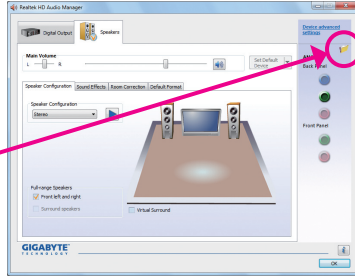 Realtek HD Audio Manager
Digital Output
Speakers
Device advanced
settings
Main Volume
L
R
Set Default
Device
Back Panel
Speaker Configuration
Sound Effects
Room Correction
Default Format
Speaker Configuration
Stereo
Front Panel
Full-range Speakers
Front left and right
Surround speakers
Virtual Surround
GIGABYTE
TECHNOLOGY
OK